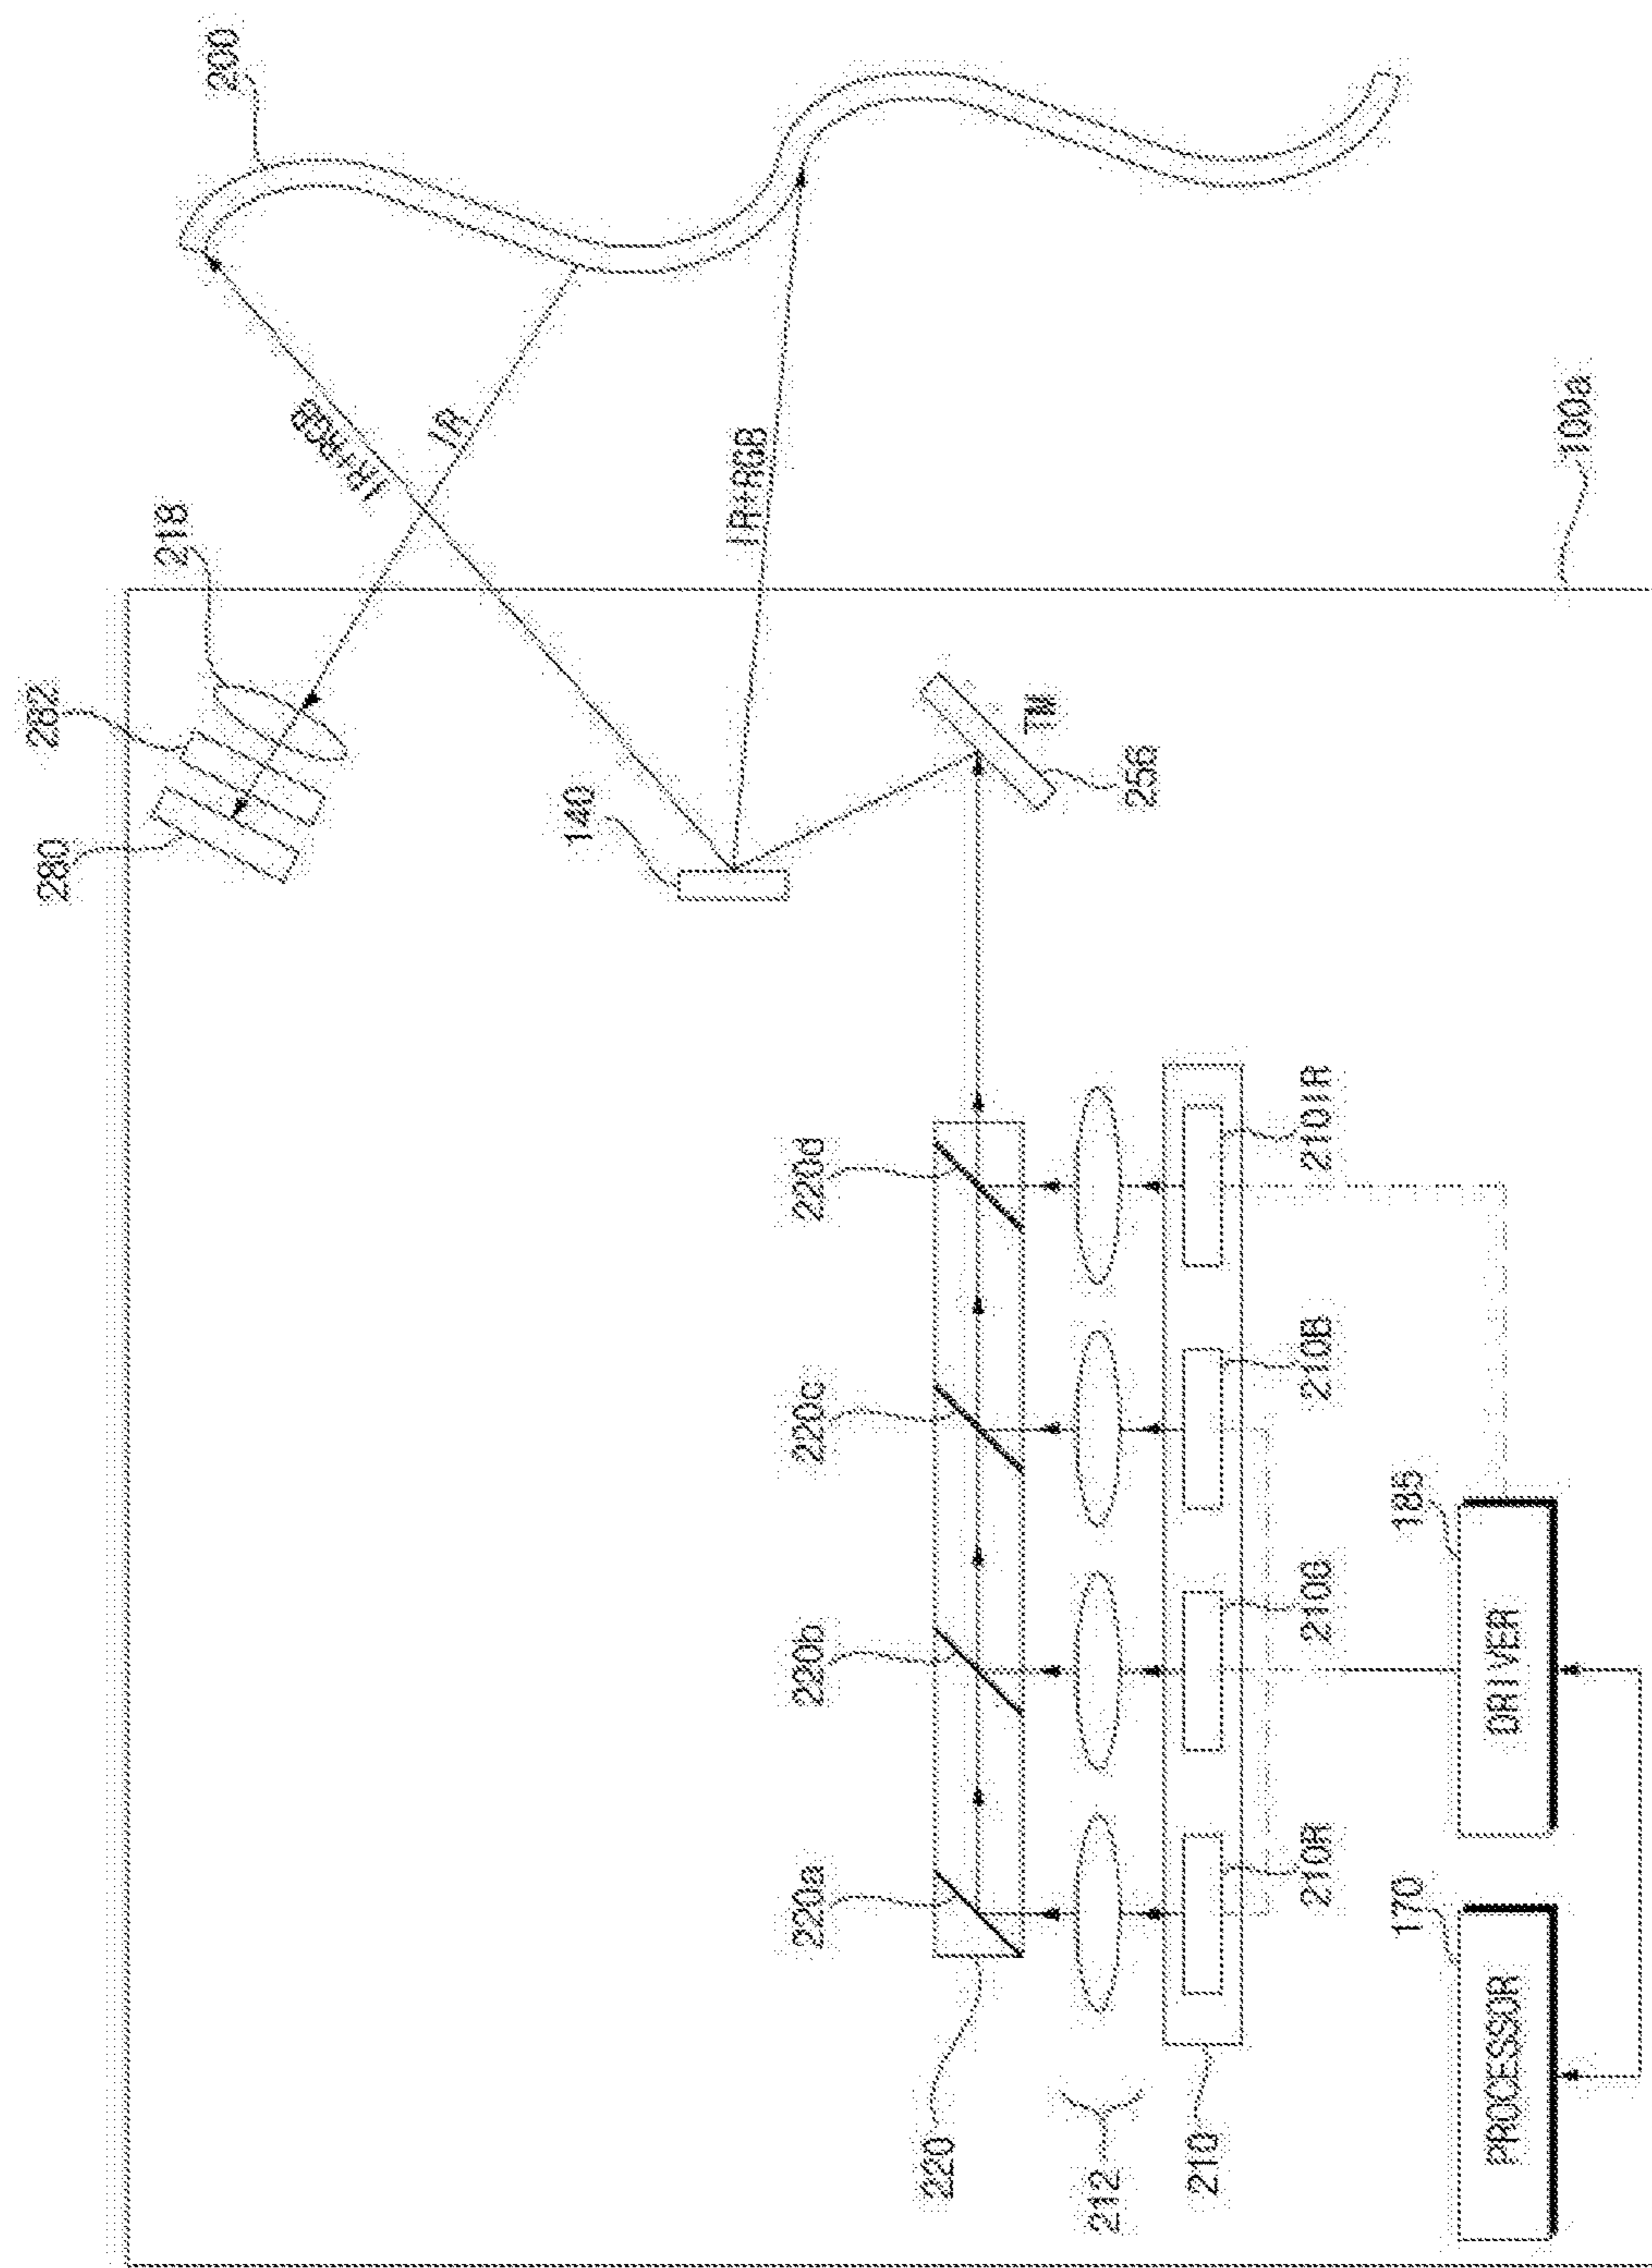 200
IR+RGB
IR
IR+RGB
100a
218
282
280
140
TM
256
220d
220c
220b
220a
220
212
210
210IR
210B
210G
210R
185
DRIVER
170
PROCESSOR